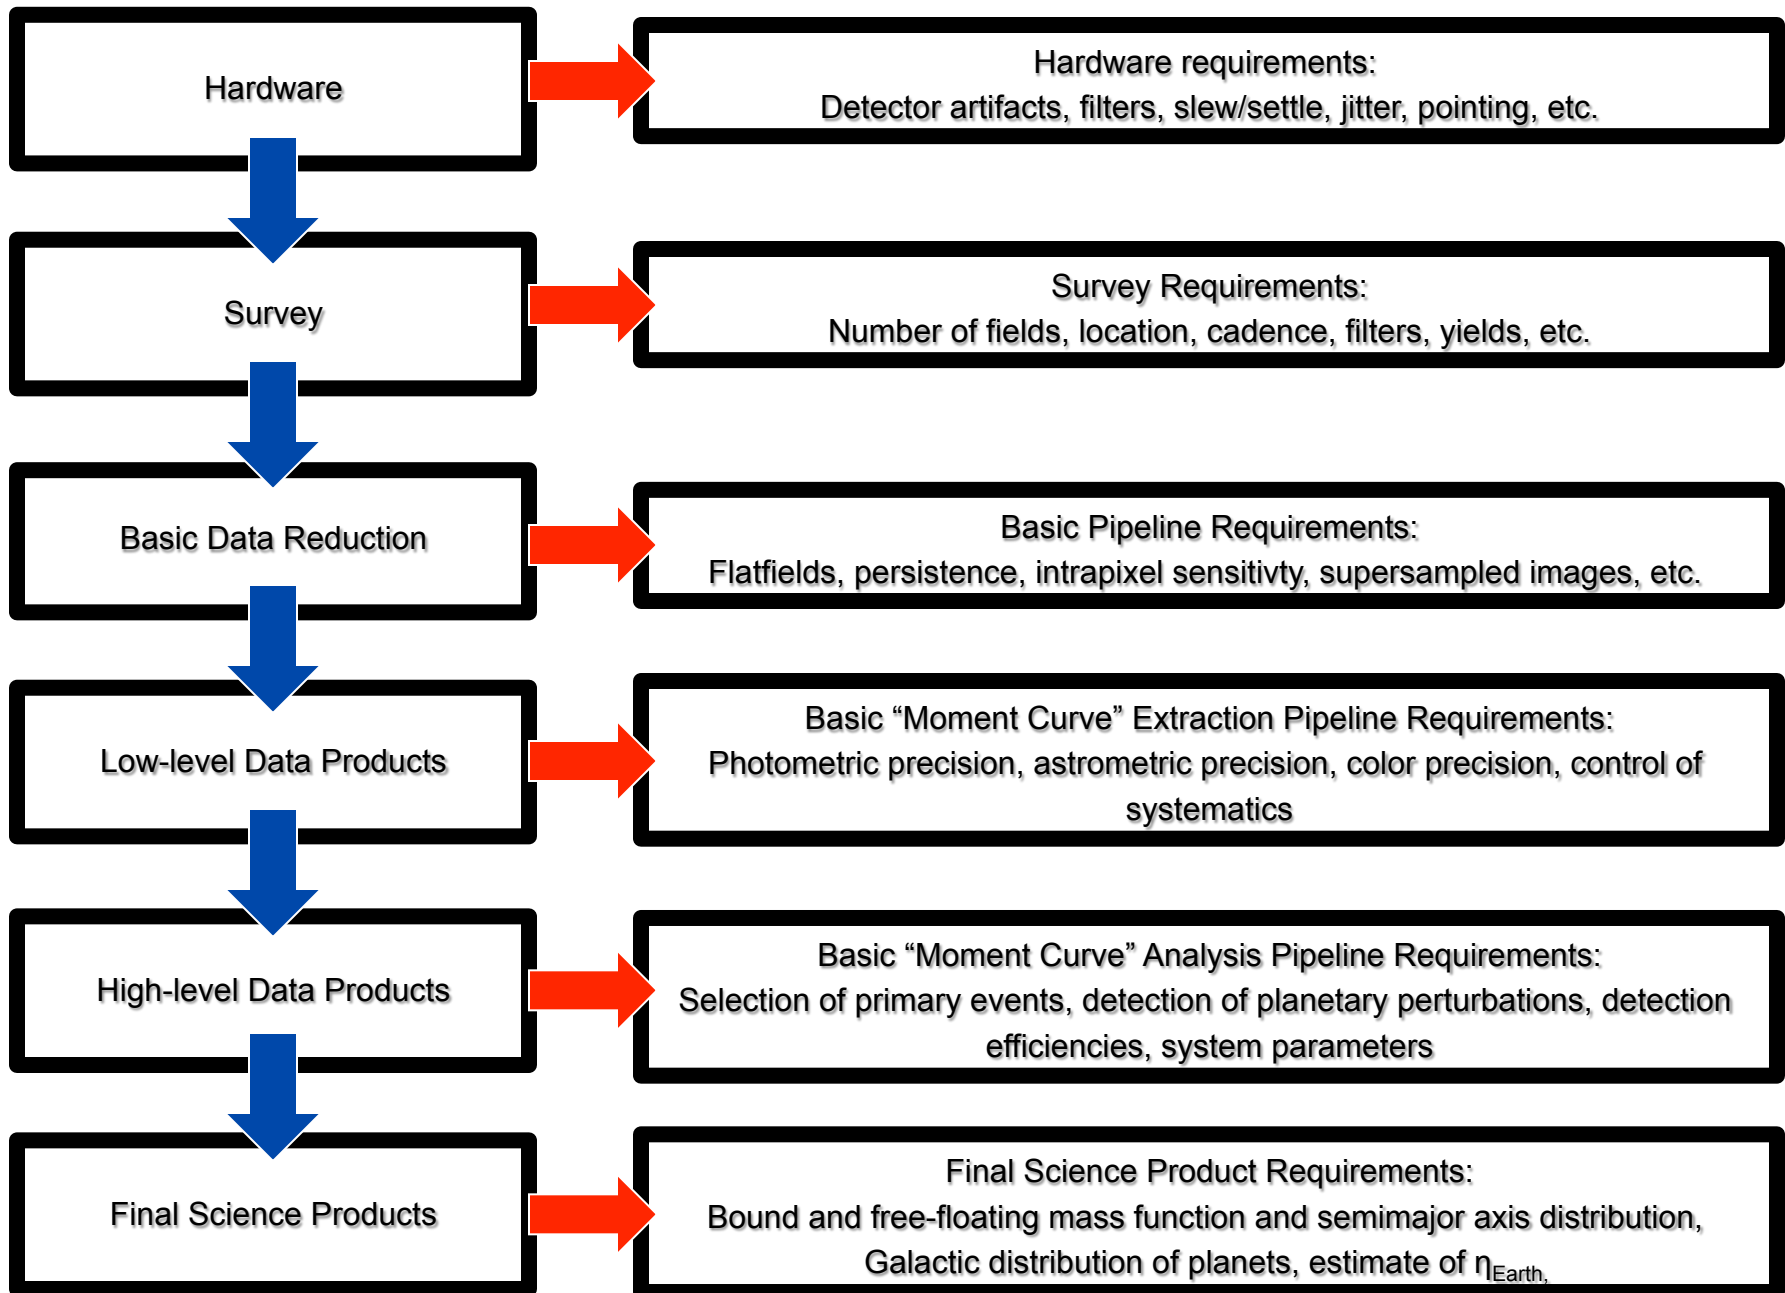 Hardware
Hardware requirements:
Detector artifacts, filters, slew/settle, jitter, pointing, etc.
Survey
Survey Requirements:
Number of fields, location, cadence, filters, yields, etc.
Basic Data Reduction
Basic Pipeline Requirements:
Flatfields, persistence, intrapixel sensitivty, supersampled images, etc.
Low-level Data Products
Basic “Moment Curve” Extraction Pipeline Requirements:
Photometric precision, astrometric precision, color precision, control of
systematics
High-level Data Products
Basic “Moment Curve” Analysis Pipeline Requirements:
Selection of primary events, detection of planetary perturbations, detection
efficiencies, system parameters
Final Science Products
Final Science Product Requirements:
Bound and free-floating mass function and semimajor axis distribution,
Galactic distribution of planets, estimate of ηEarth,